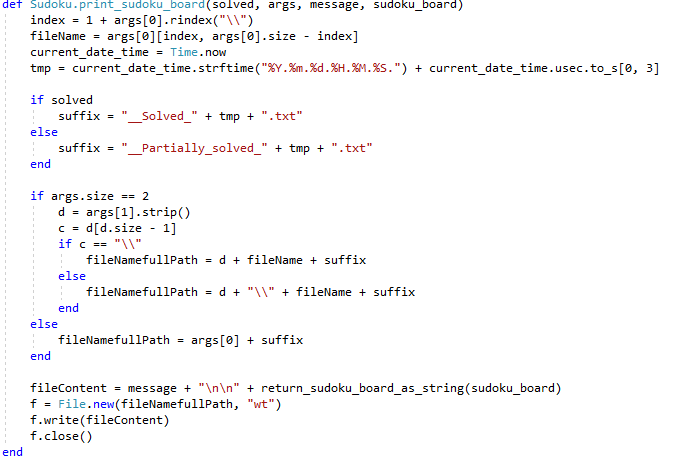 def Sudoku.print_sudoku_board(solved, args, message, sudoku_board)
    index = 1 + args[0].rindex("\\")
    fileName = args[0][index, args[0].size - index]
    current_date_time = Time.now
    tmp = current_date_time.strftime("%Y.%m.%d.%H.%M.%S.") + current_date_time.usec.to_s[0, 3]

    if solved
        suffix = "__Solved_" + tmp + ".txt"
    else
        suffix = "__Partially_solved_" + tmp + ".txt"
    end

    if args.size == 2
        d = args[1].strip()
        c = d[d.size - 1]
        if c == "\\"
            fileNamefullPath = d + fileName + suffix
        else
            fileNamefullPath = d + "\\" + fileName + suffix
        end
    else
        fileNamefullPath = args[0] + suffix
    end

    fileContent = message + "\n\n" + return_sudoku_board_as_string(sudoku_board)
    f = File.new(fileNamefullPath, "wt")
    f.write(fileContent)
    f.close()
end